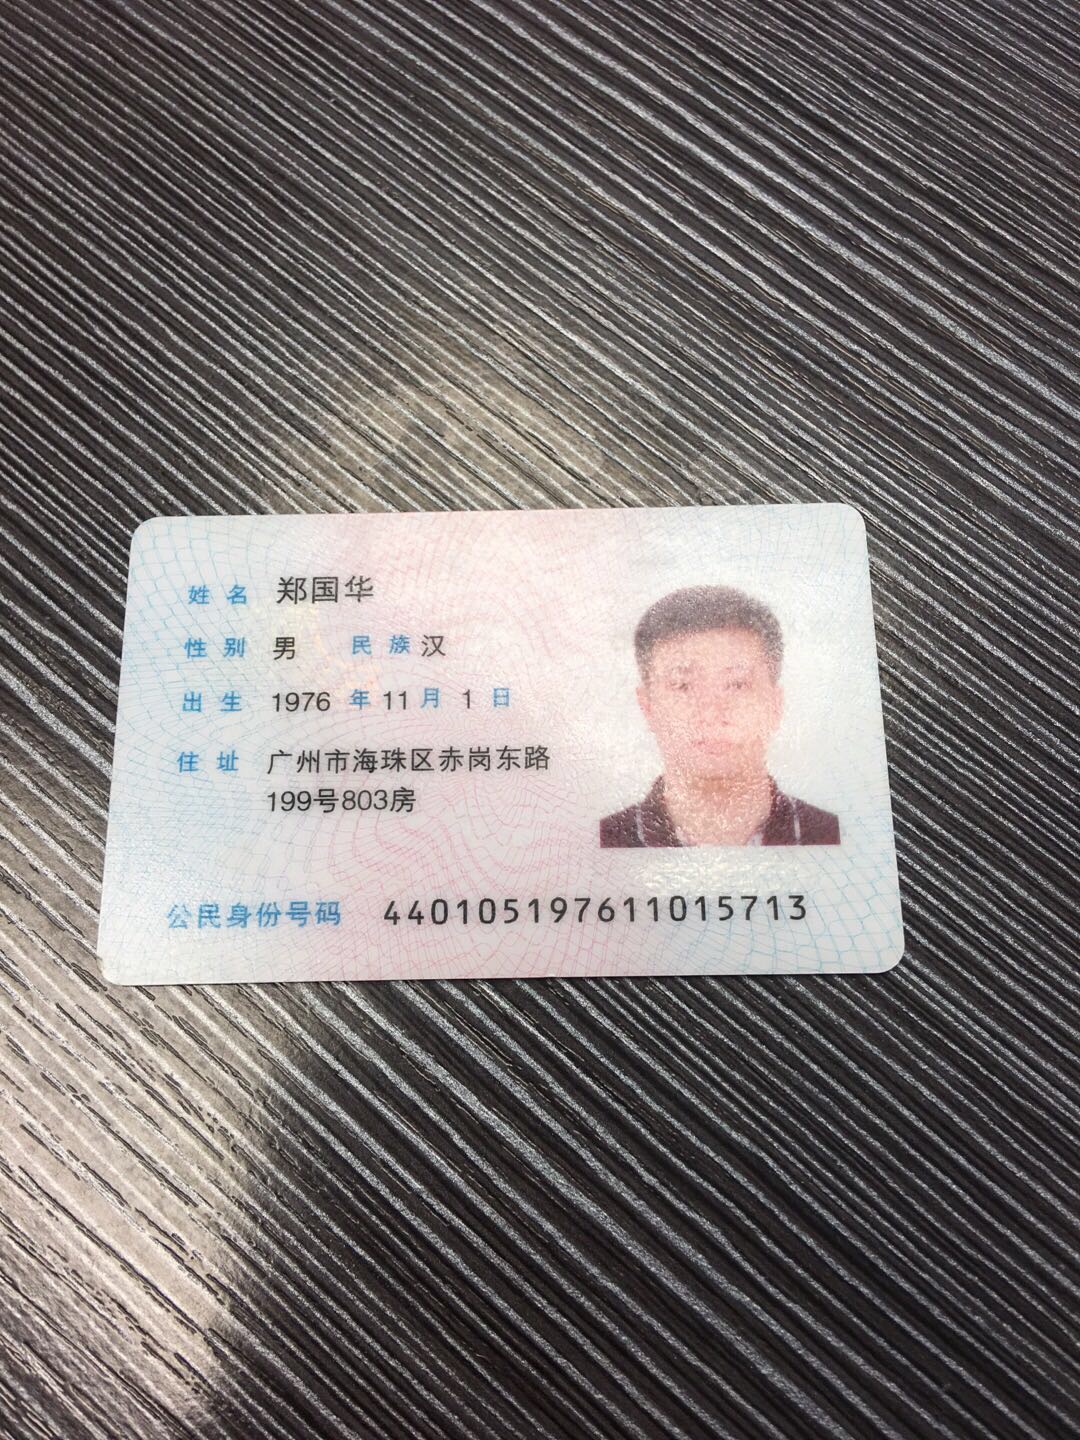 姓名 郑国华
性别 男 民族 汉
出生 1976 年 11 月 1 日
住址 广州市海珠区赤岗东路
199号803房
公民身份号码 440105197611015713